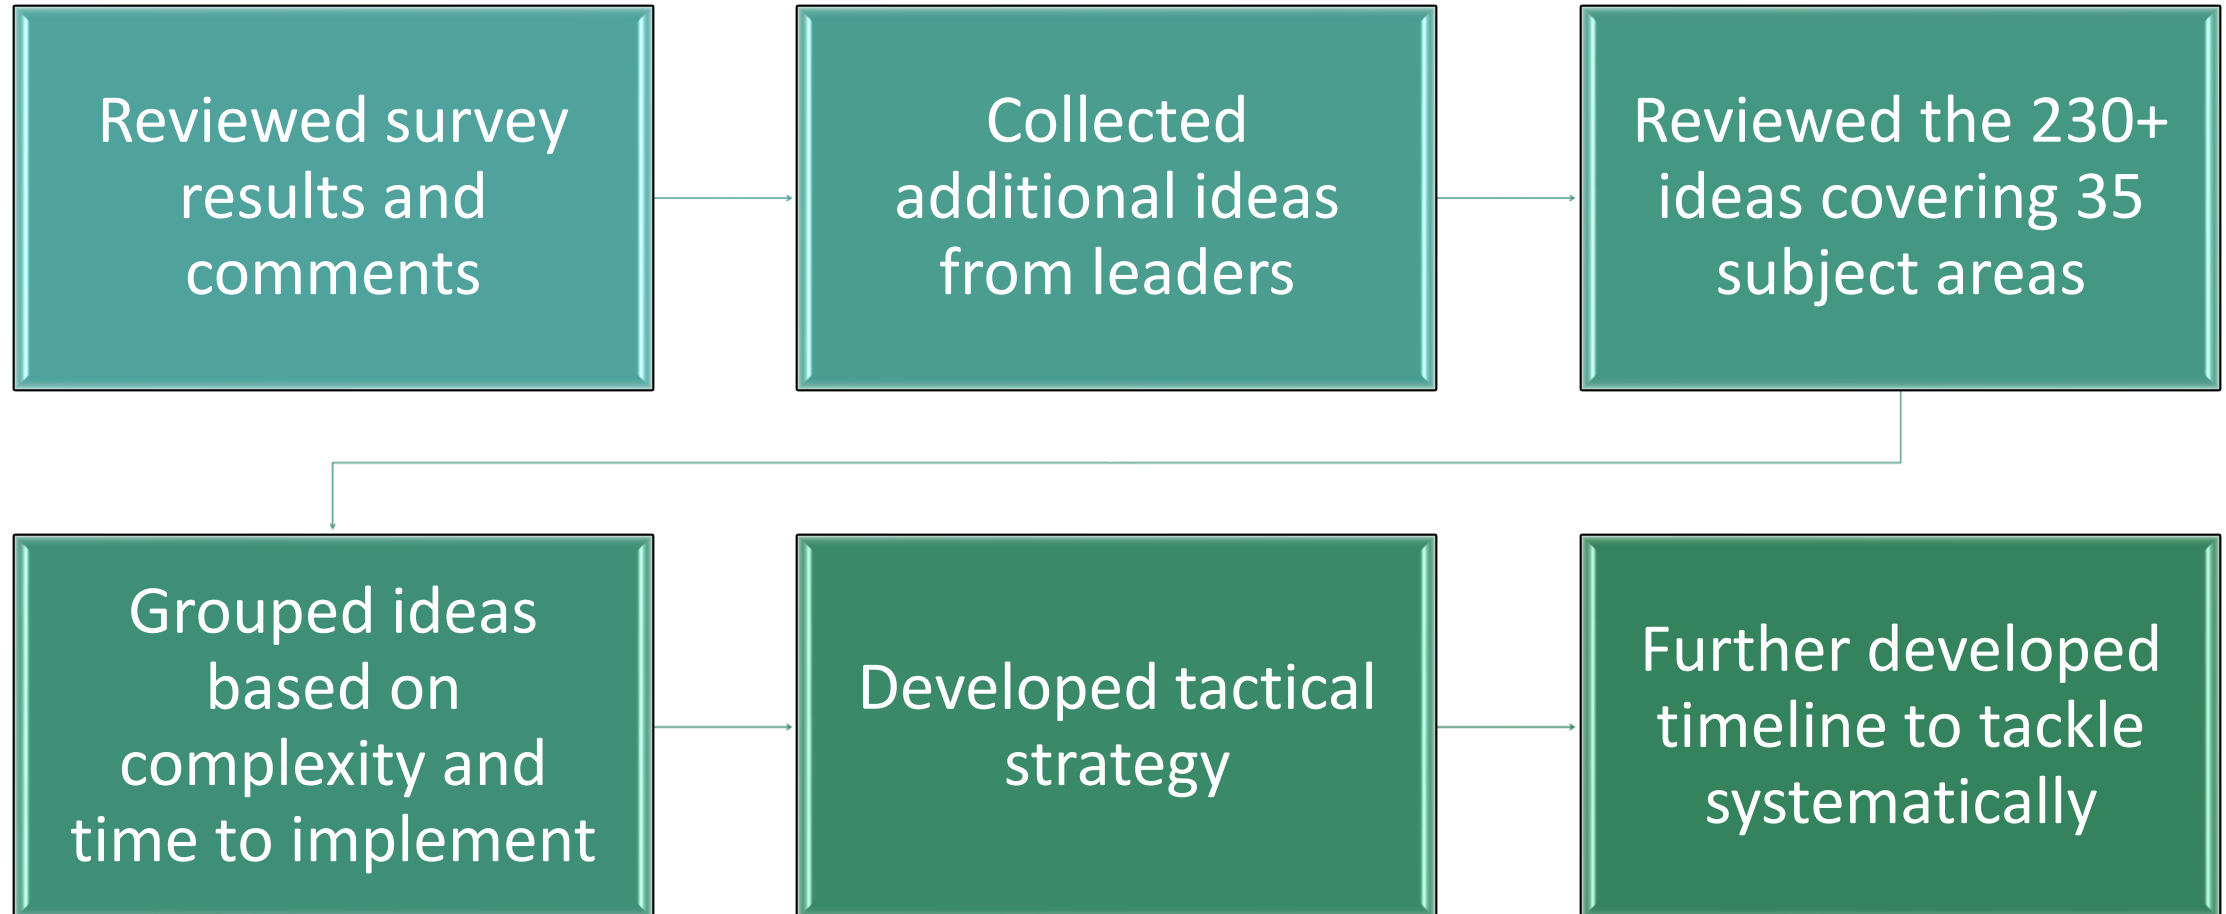 Reviewed survey
results and
comments
Collected
additional ideas
from leaders
Reviewed the 230+
ideas covering 35
subject areas
Grouped ideas
based on
complexity and
time to implement
Developed tactical
strategy
Further developed
timeline to tackle
systematically